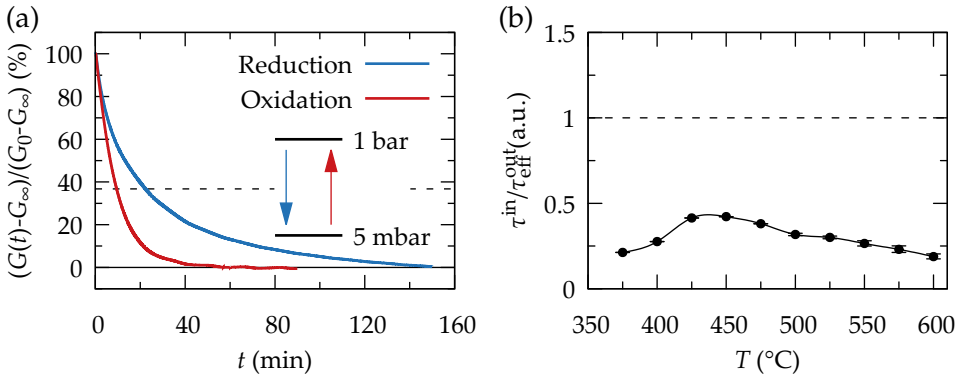 (a)
(G(t)-G∞)/(G₀-G∞) (%)
100
80
60
40
20
0
Reduction
Oxidation
1 bar
5 mbar
0 40 80 120 160
t (min)
(b)
τⁱⁿ/τₑffᵒᵘᵗ(a.u.)
1.5
1
0.5
0
350 400 450 500 550 600
T (°C)